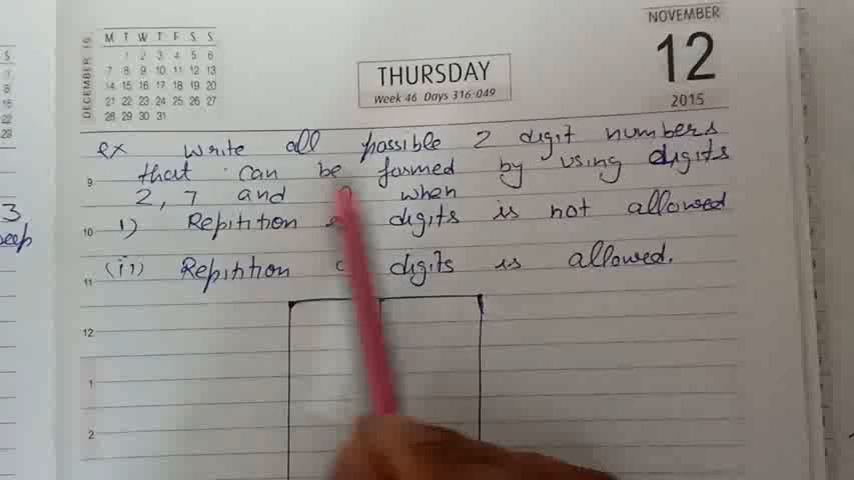 NOVEMBER
12
2015
THURSDAY
Week 46 Days 316-049
DECEMBER 15
M T W T F S S
1 2 3 4 5 6
7 8 9 10 11 12 13
14 15 16 17 18 19 20
21 22 23 24 25 26 27
28 29 30 31
ex Write all possible 2 digit numbers
9 that can be formed by using digits
2, 7 and when
10 i) Repitition digits is not allowed
11 (ii) Repitition digits is allowed.
12
1
2